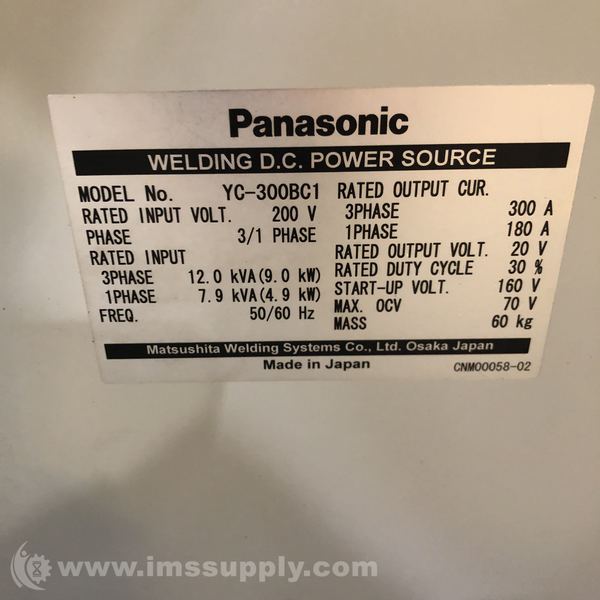 Panasonic
WELDING D.C. POWER SOURCE
MODEL No. YC-300BC1
RATED INPUT VOLT. 200 V
PHASE 3/1 PHASE
RATED INPUT
3PHASE 12.0 kVA(9.0 kW)
1PHASE 7.9 kVA(4.9 kW)
FREQ. 50/60 Hz
RATED OUTPUT CUR.
3PHASE 300 A
1PHASE 180 A
RATED OUTPUT VOLT. 20 V
RATED DUTY CYCLE 30 %
START-UP VOLT. 160 V
MAX. OCV 70 V
MASS 60 kg
Matsushita Welding Systems Co., Ltd. Osaka Japan
Made in Japan CNM00058-02
www.imssupply.com